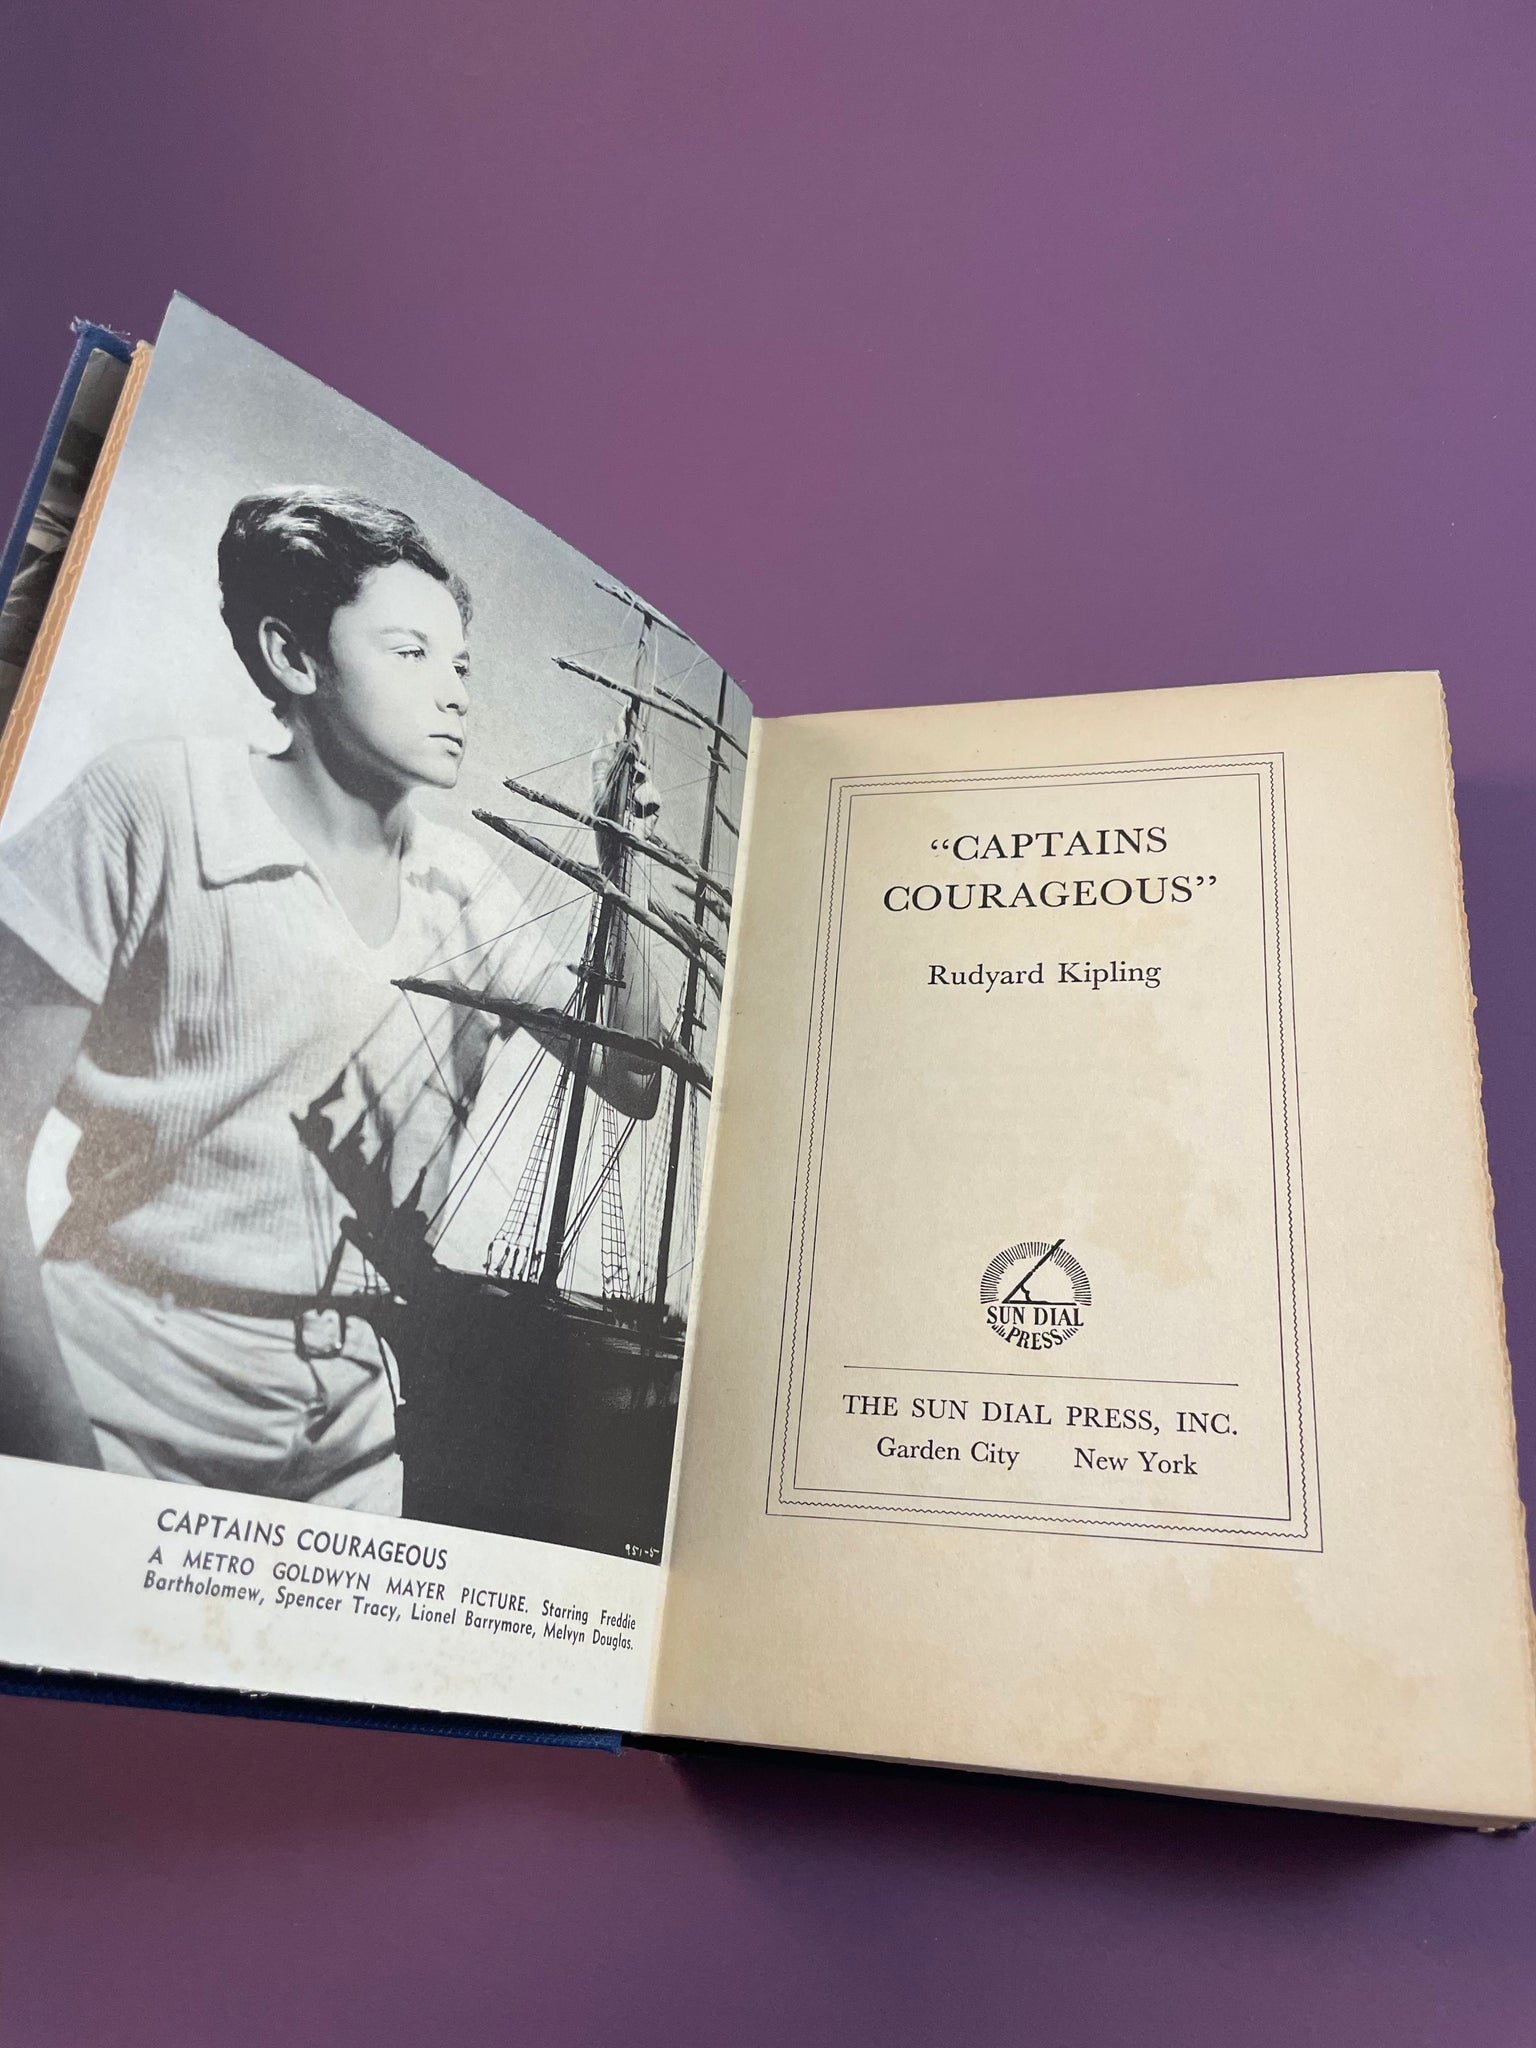 CAPTAINS COURAGEOUS
A METRO GOLDWYN MAYER PICTURE. Starring Freddie
Bartholomew, Spencer Tracy, Lionel Barrymore, Melvyn Douglas.
951-5
“CAPTAINS
COURAGEOUS”
Rudyard Kipling
SUN DIAL
PRESS
THE SUN DIAL PRESS, INC.
Garden City New York